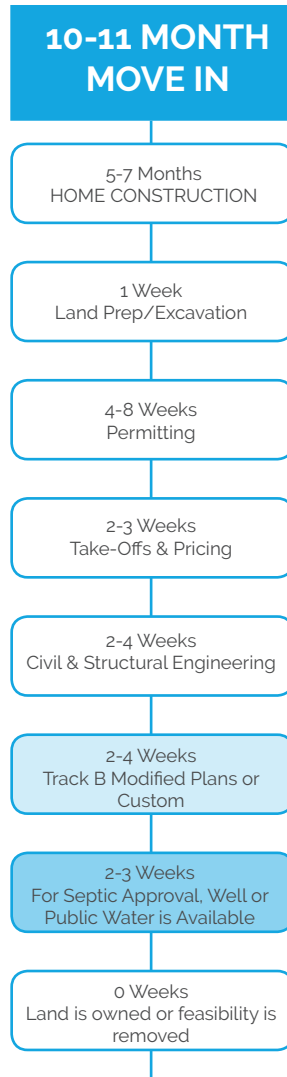 10-11 MONTH
MOVE IN
5-7 Months
HOME CONSTRUCTION
1 Week
Land Prep/Excavation
4-8 Weeks
Permitting
2-3 Weeks
Take-Offs & Pricing
2-4 Weeks
Civil & Structural Engineering
2-4 Weeks
Track B Modified Plans or
Custom
2-3 Weeks
For Septic Approval, Well or
Public Water is Available
0 Weeks
Land is owned or feasibility is
removed